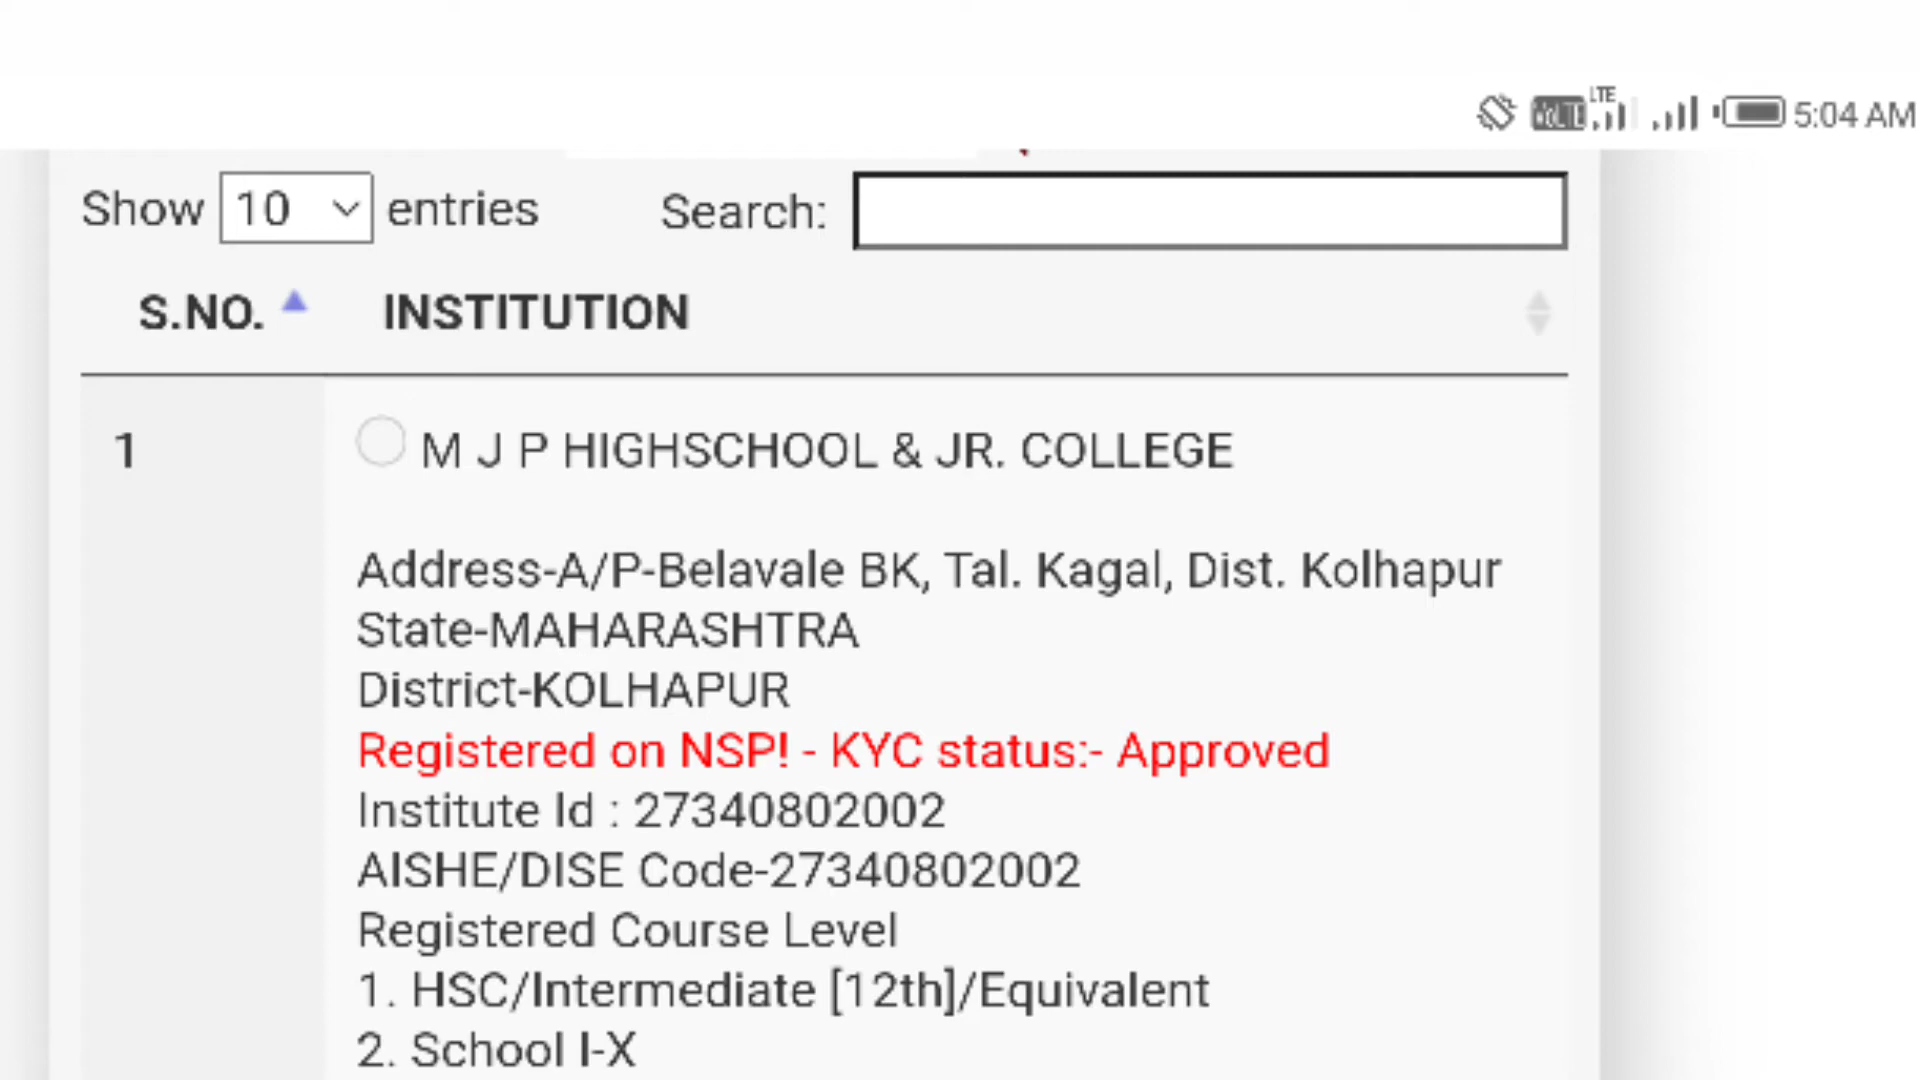 LTE
VoLTE
5:04 AM
Show 10 entries Search:
S.NO. INSTITUTION
1 M J P HIGHSCHOOL & JR. COLLEGE
Address-A/P-Belavale BK, Tal. Kagal, Dist. Kolhapur
State-MAHARASHTRA
District-KOLHAPUR
Registered on NSP! - KYC status:- Approved
Institute Id : 27340802002
AISHE/DISE Code-27340802002
Registered Course Level
1. HSC/Intermediate [12th]/Equivalent
2. School I-X